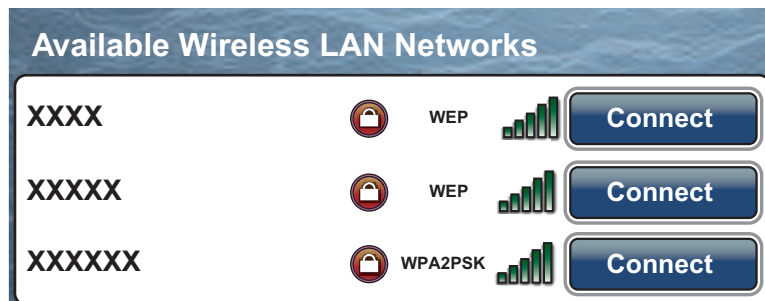 Available Wireless LAN Networks
XXXX WEP Connect
XXXXX WEP Connect
XXXXXX WPA2PSK Connect